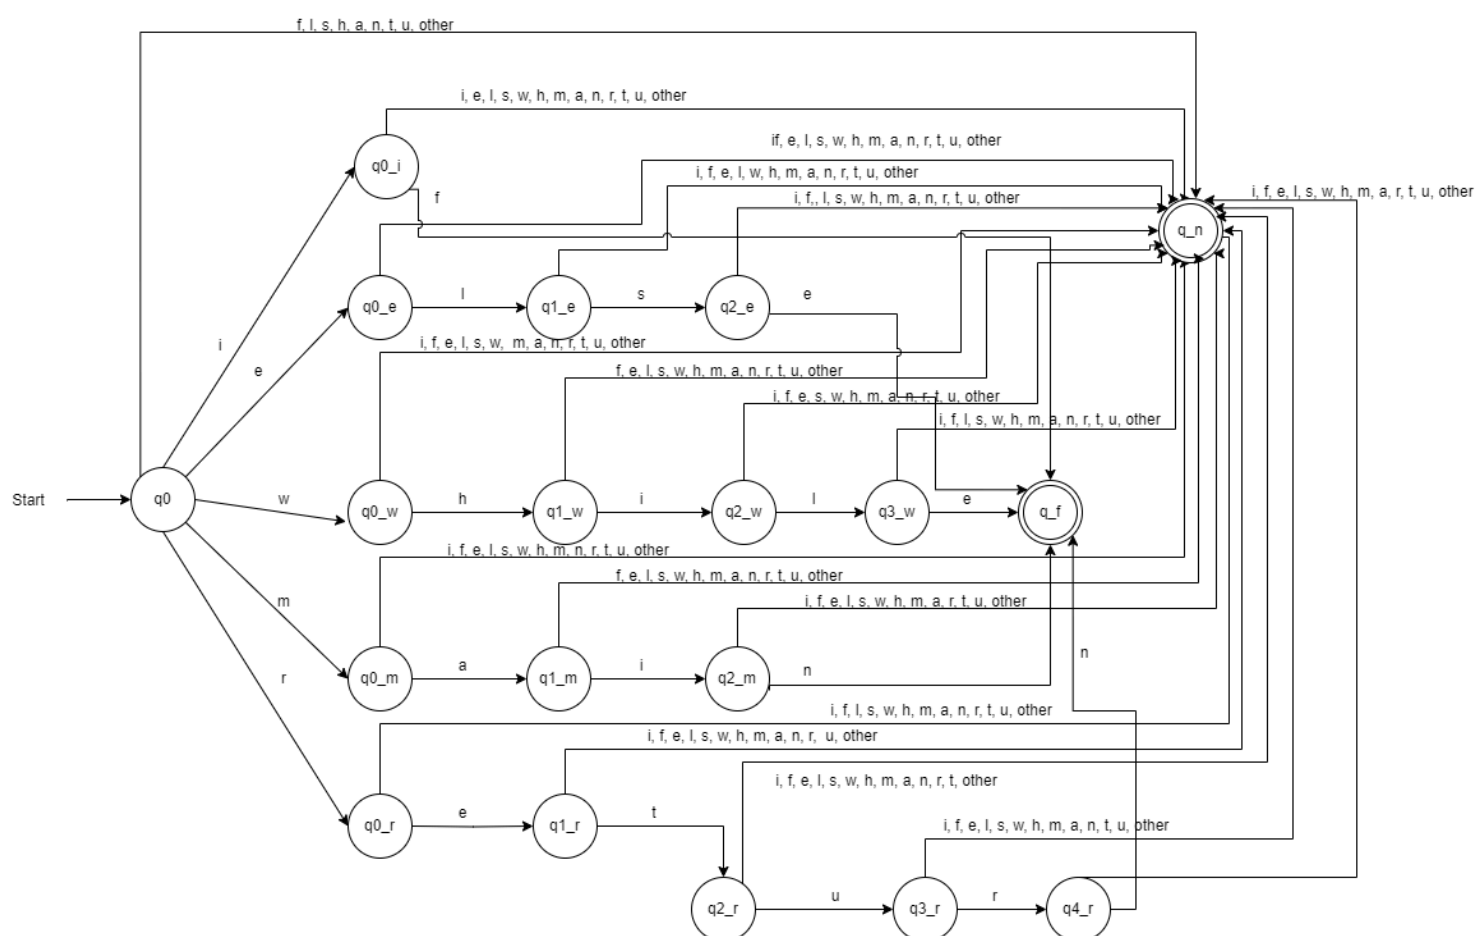 f, l, s, h, a, n, t, u, other
i, e, l, s, w, h, m, a, n, r, t, u, other
if, e, l, s, w, h, m, a, n, r, t, u, other
q0_i
i, f, e, l, w, h, m, a, n, r, t, u, other
f
i, f,, l, s, w, h, m, a, n, r, t, u, other
i, f, e, l, s, w, h, m, a, r, t, u, other
q_n
q0_e
l
q1_e
s
q2_e
e
i
e
i, f, e, l, s, w, m, a, n, r, t, u, other
f, e, l, s, w, h, m, a, n, r, t, u, other
i, f, e, s, w, h, m, a, n, r, t, u, other
i, f, l, s, w, h, m, a, n, r, t, u, other
Start
q0
w
q0_w
h
q1_w
i
q2_w
l
q3_w
e
q_f
i, f, e, l, s, w, h, m, n, r, t, u, other
f, e, l, s, w, h, m, a, n, r, t, u, other
i, f, e, l, s, w, h, m, a, r, t, u, other
m
n
r
q0_m
a
q1_m
i
q2_m
n
i, f, l, s, w, h, m, a, n, r, t, u, other
i, f, e, l, s, w, h, m, a, n, r, u, other
i, f, e, l, s, w, h, m, a, n, r, t, other
q0_r
e
q1_r
t
i, f, e, l, s, w, h, m, a, n, t, u, other
q2_r
u
q3_r
r
q4_r